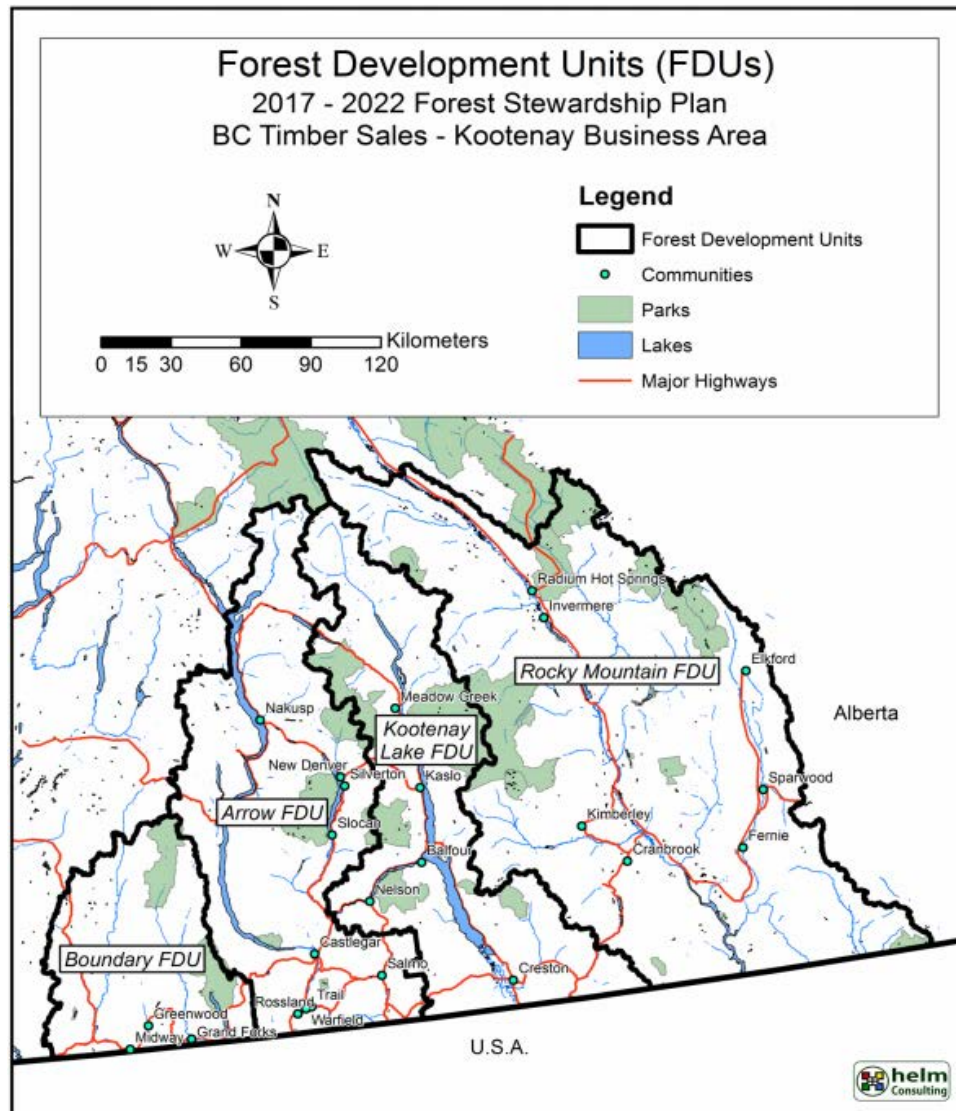 Forest Development Units (FDUs)
2017 - 2022 Forest Stewardship Plan
BC Timber Sales - Kootenay Business Area
N
W E
S
Kilometers
0 15 30 60 90 120
Legend
Forest Development Units
Communities
Parks
Lakes
Major Highways
Radium Hot Springs
Invermere
Rocky Mountain FDU
Elkford
Meadow Greek
Nakusp
Kootenay
Lake FDU
Alberta
New Denver
Silverton
Kaslo
Sparwood
Arrow FDU
Slocan
Kimberley
Cranbrook
Fernie
Balfour
Nelson
Castlegar
Boundary FDU
Salmo
Creston
Rossland
Trail
Warfield
Greenwood
Midway
Grand Forks
U.S.A.
helm
Consulting